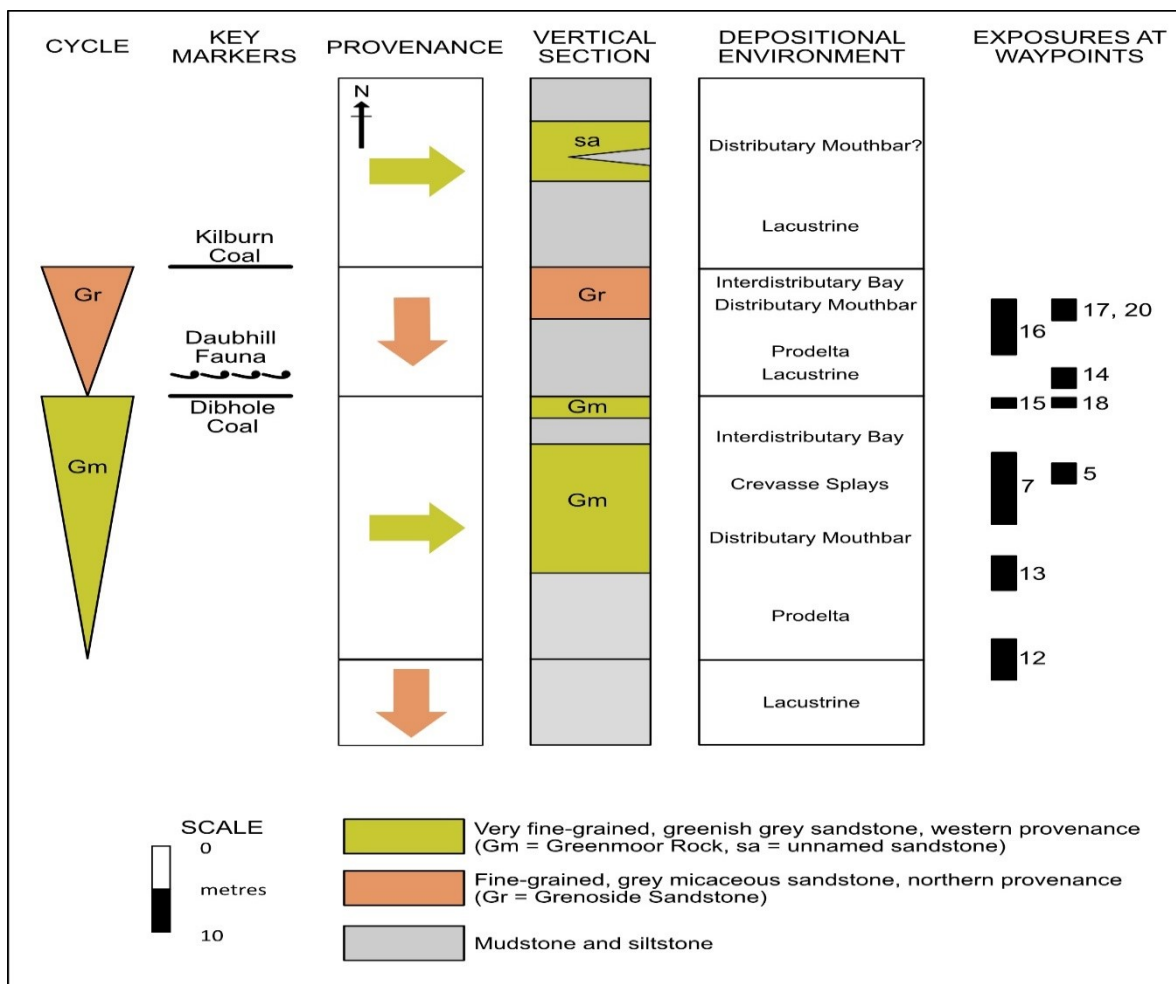 CYCLE
KEY
MARKERS
PROVENANCE
VERTICAL
SECTION
DEPOSITIONAL
ENVIRONMENT
EXPOSURES AT
WAYPOINTS
N
sa
Distributary Mouthbar?
Lacustrine
Kilburn
Coal
Gr
Gr
Interdistributary Bay
Distributary Mouthbar
17, 20
16
Daubhill
Fauna
Prodelta
Lacustrine
14
Dibhole
Coal
Gm
15
18
Interdistributary Bay
Gm
Gm
Crevasse Splays
7
5
Distributary Mouthbar
13
Prodelta
12
Lacustrine
SCALE
0
metres
10
Very fine-grained, greenish grey sandstone, western provenance
(Gm = Greenmoor Rock, sa = unnamed sandstone)
Fine-grained, grey micaceous sandstone, northern provenance
(Gr = Grenoside Sandstone)
Mudstone and siltstone